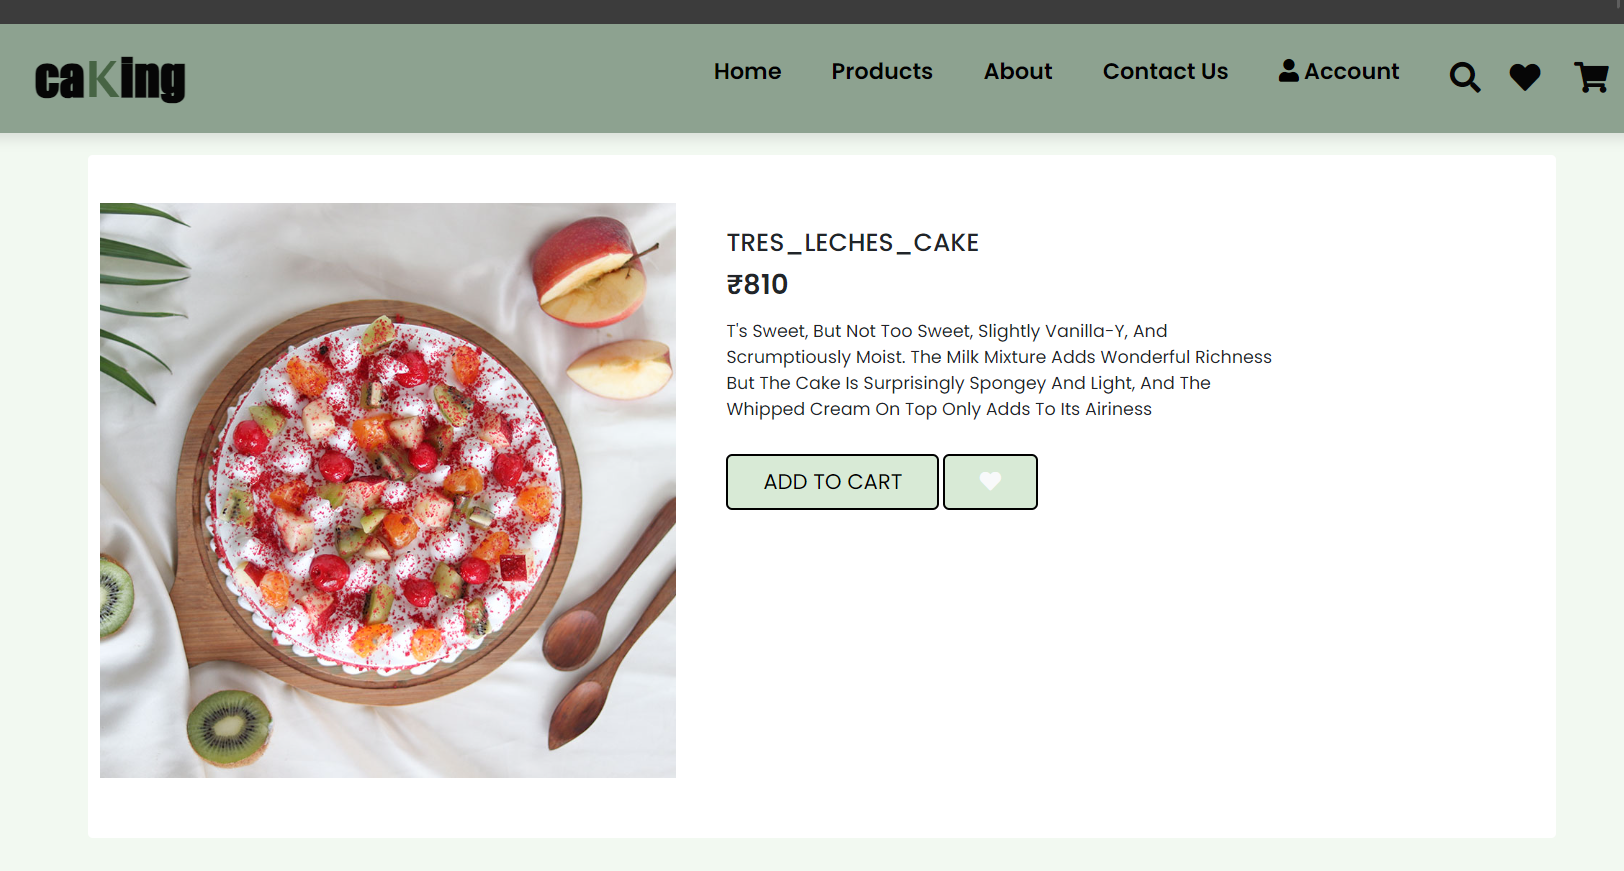 caKing
Home Products About Contact Us Account
TRES_LECHES_CAKE
₹810
T's Sweet, But Not Too Sweet, Slightly Vanilla-Y, And
Scrumptiously Moist. The Milk Mixture Adds Wonderful Richness
But The Cake Is Surprisingly Spongey And Light, And The
Whipped Cream On Top Only Adds To Its Airiness
ADD TO CART